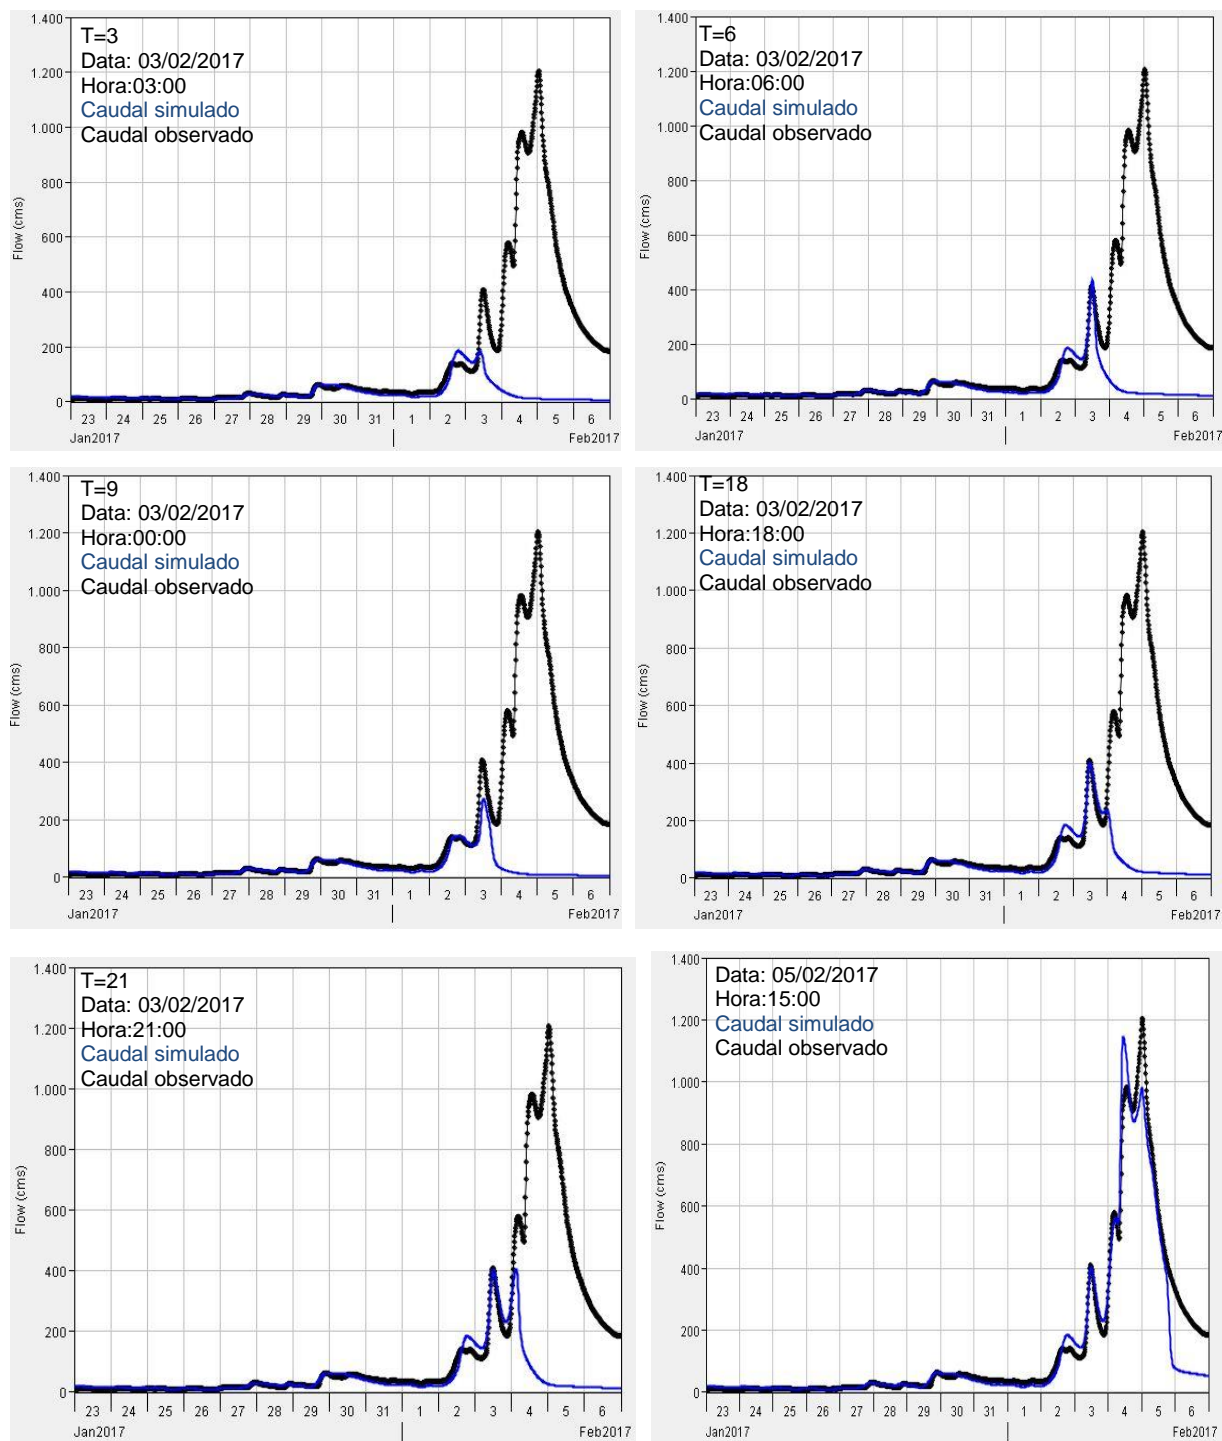 1.400
1.200
1.000
800
600
400
200
0
Flow (cms)
T=3
Data: 03/02/2017
Hora:03:00
Caudal simulado
Caudal observado
23 24 25 26 27 28 29 30 31 1 2 3 4 5 6
Jan2017 Feb2017
1.400
1.200
1.000
800
600
400
200
0
Flow (cms)
T=6
Data: 03/02/2017
Hora:06:00
Caudal simulado
Caudal observado
23 24 25 26 27 28 29 30 31 1 2 3 4 5 6
Jan2017 Feb2017
1.400
1.200
1.000
800
600
400
200
0
Flow (cms)
T=9
Data: 03/02/2017
Hora:00:00
Caudal simulado
Caudal observado
23 24 25 26 27 28 29 30 31 1 2 3 4 5 6
Jan2017 Feb2017
1.400
1.200
1.000
800
600
400
200
0
Flow (cms)
T=18
Data: 03/02/2017
Hora:18:00
Caudal simulado
Caudal observado
23 24 25 26 27 28 29 30 31 1 2 3 4 5 6
Jan2017 Feb2017
1.400
1.200
1.000
800
600
400
200
0
Flow (cms)
T=21
Data: 03/02/2017
Hora:21:00
Caudal simulado
Caudal observado
23 24 25 26 27 28 29 30 31 1 2 3 4 5 6
Jan2017 Feb2017
1.400
1.200
1.000
800
600
400
200
0
Flow (cms)
Data: 05/02/2017
Hora:15:00
Caudal simulado
Caudal observado
23 24 25 26 27 28 29 30 31 1 2 3 4 5 6
Jan2017 Feb2017